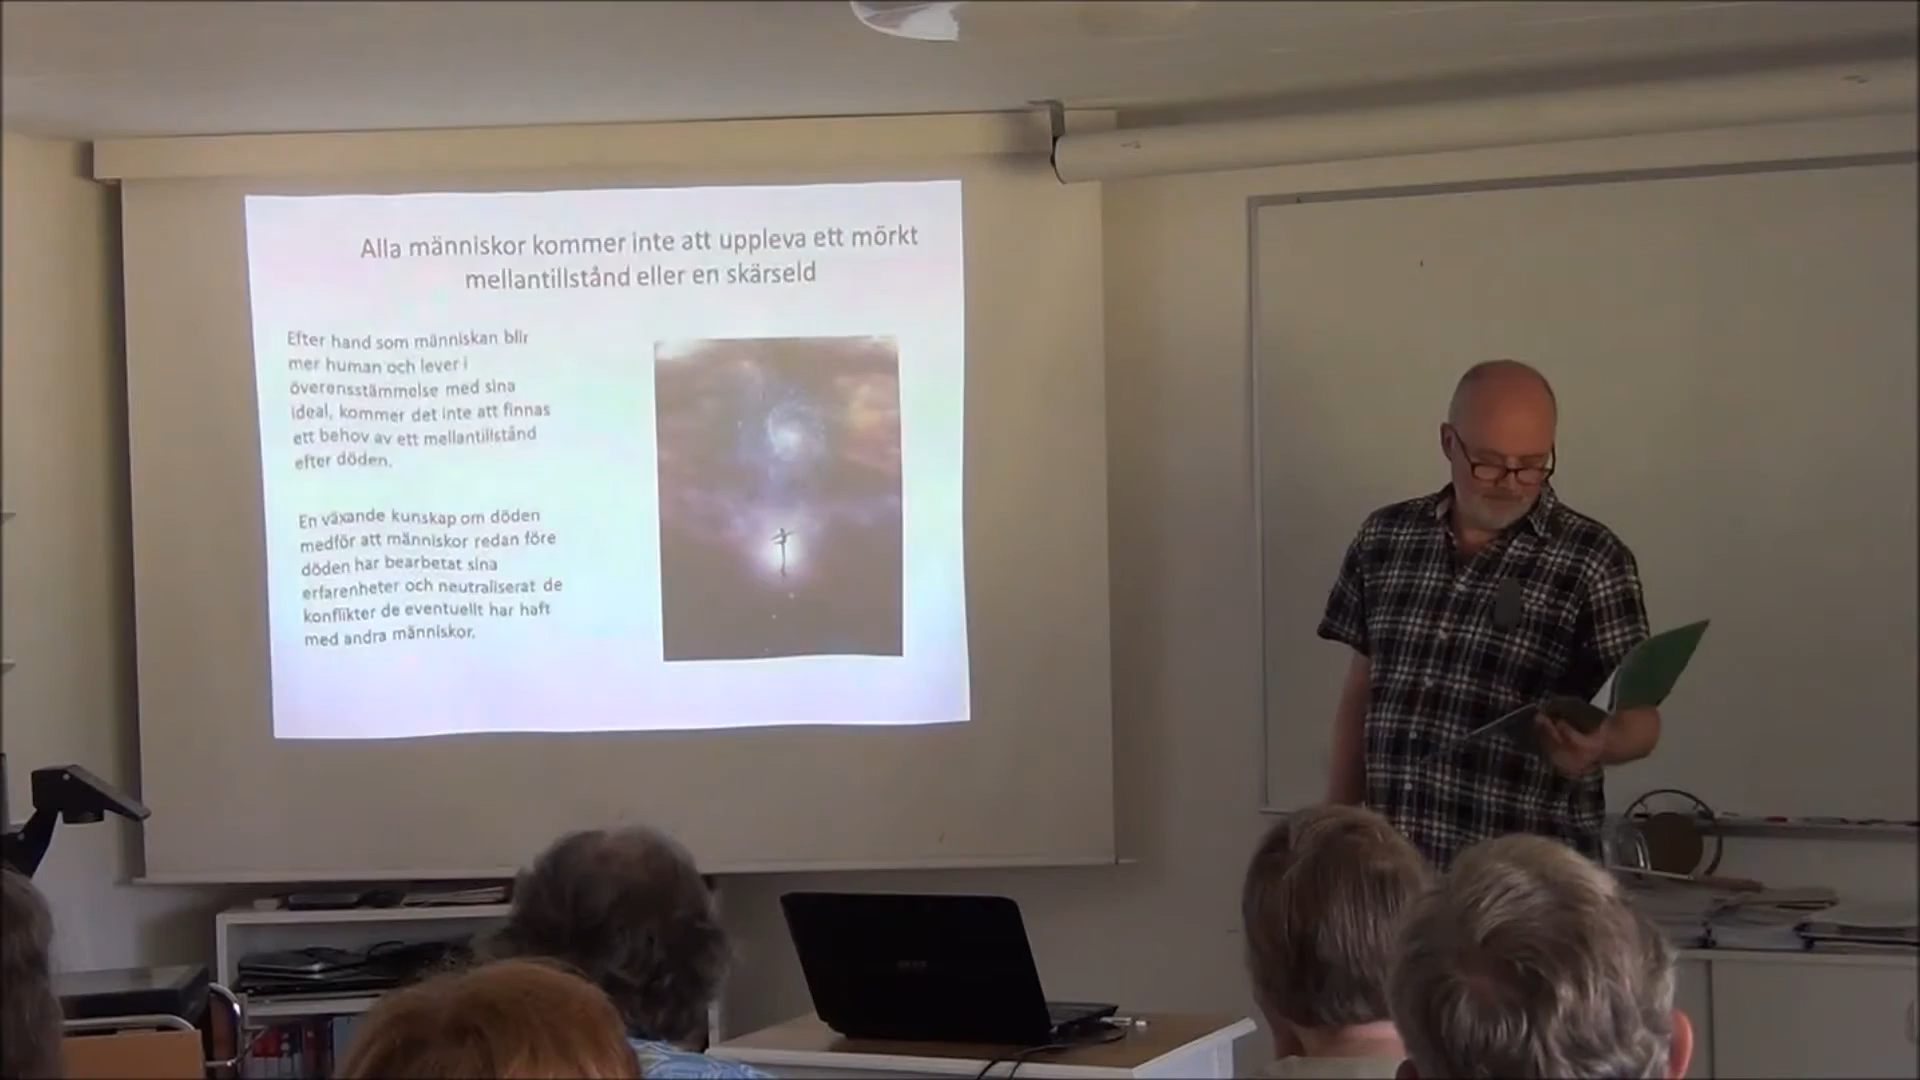 Alla människor kommer inte att uppleva ett mörkt
mellantillstånd eller en skärseld
Efter hand som människan blir
mer human och lever i
överensstämmelse med sina
ideal, kommer det inte att finnas
ett behov av ett mellantillstånd
efter döden.
En växande kunskap om döden
medför att människor redan före
döden har bearbetat sina
erfarenheter och neutraliserat de
konflikter de eventuellt har haft
med andra människor.